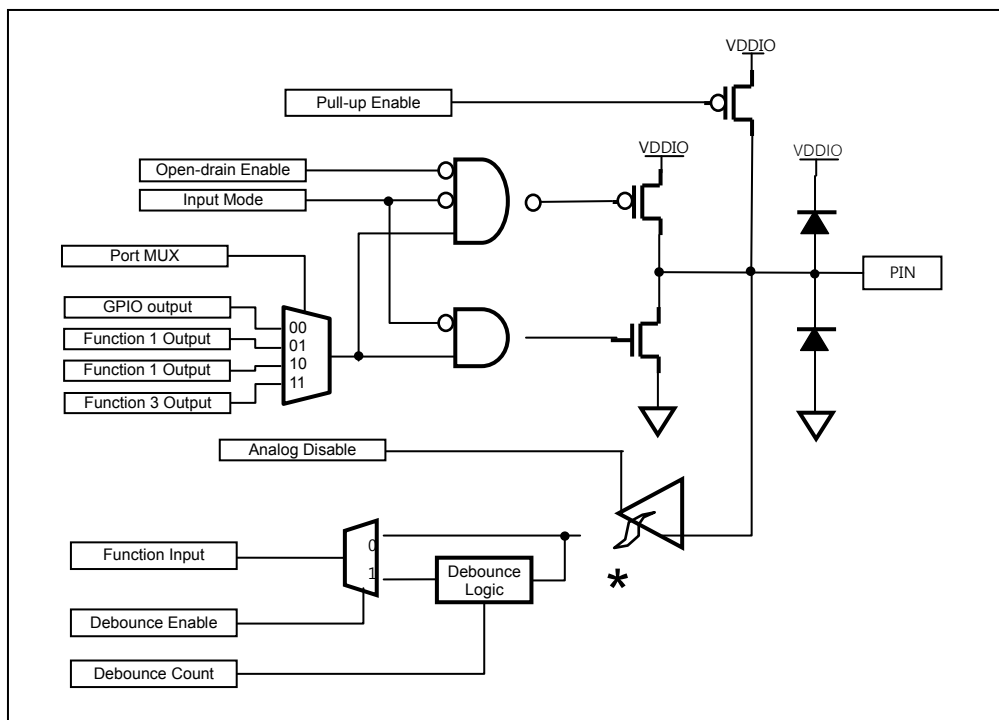 VDDIO
Pull-up Enable
VDDIO
VDDIO
Open-drain Enable
Input Mode
Port MUX
PIN
GPIO output
00
Function 1 Output
01
Function 1 Output
10
Function 3 Output
11
Analog Disable
Function Input
0
1
Debounce
Logic
*
Debounce Enable
Debounce Count